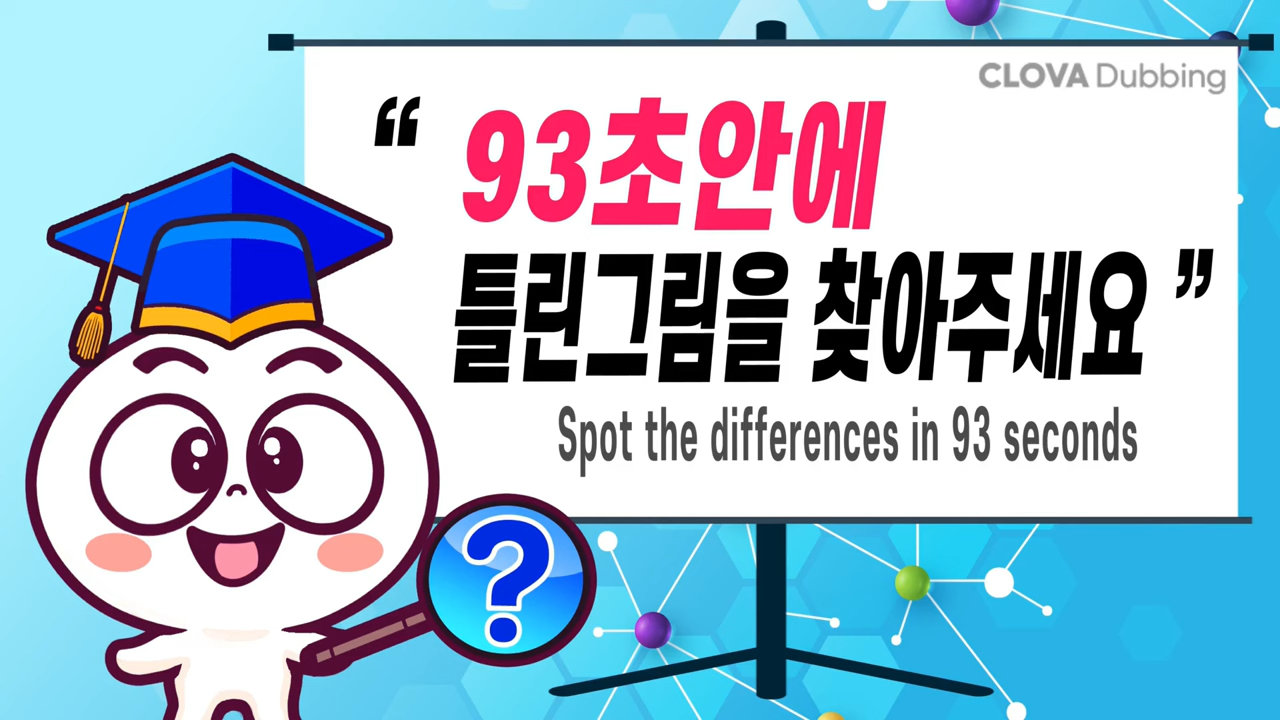 CLOVA Dubbing
“ 93초안에
틀린그림을 찾아주세요 ”
Spot the differences in 93 seconds
?